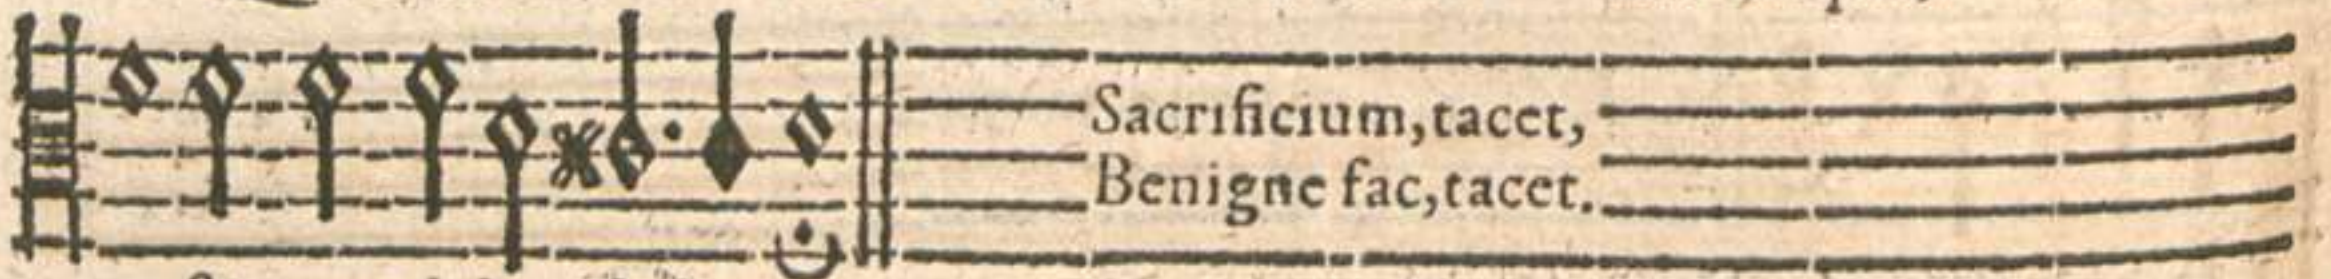 Sacrificium, tacet,
Benigne fac, tacet.